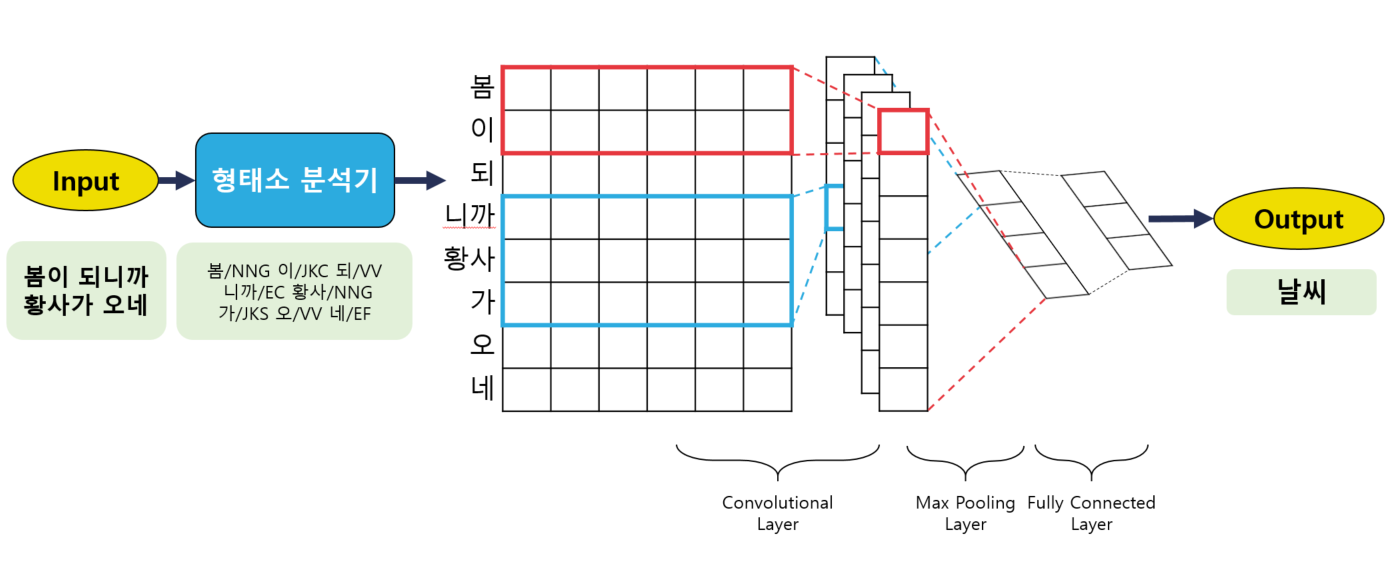 Input
형태소 분석기
봄이 되니까
황사가 오네
봄/NNG 이/JKC 되/VV
니까/EC 황사/NNG
가/JKS 오/VV 네/EF
봄
이
되
니까
황사
가
오
네
Convolutional
Layer
Max Pooling
Layer
Fully Connected
Layer
Output
날씨